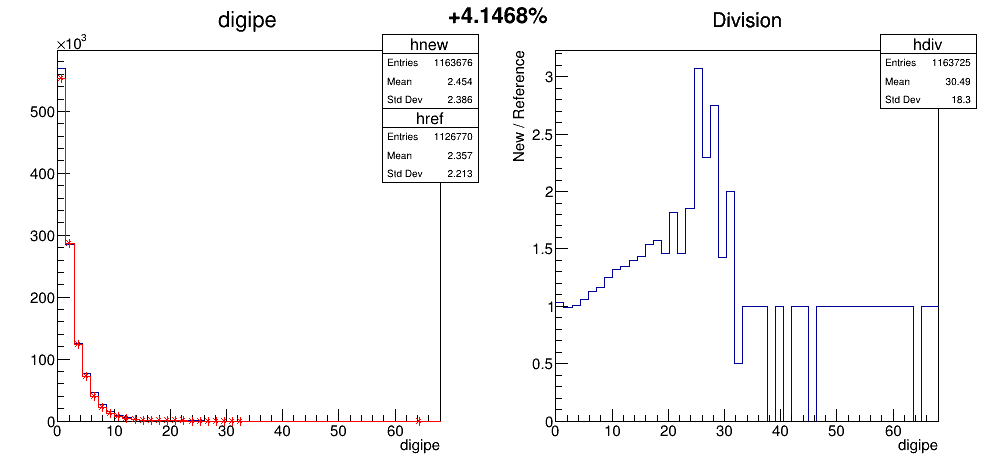 +4.1468%
digipe
×10³
hnew
Entries 1163676
Mean 2.454
Std Dev 2.386
href
Entries 1126770
Mean 2.357
Std Dev 2.213
500
400
300
200
100
0
0 10 20 30 40 50 60
digipe
Division
hdiv
Entries 1163725
Mean 30.49
Std Dev 18.3
New / Reference
3
2.5
2
1.5
1
0.5
0
0 10 20 30 40 50 60
digipe